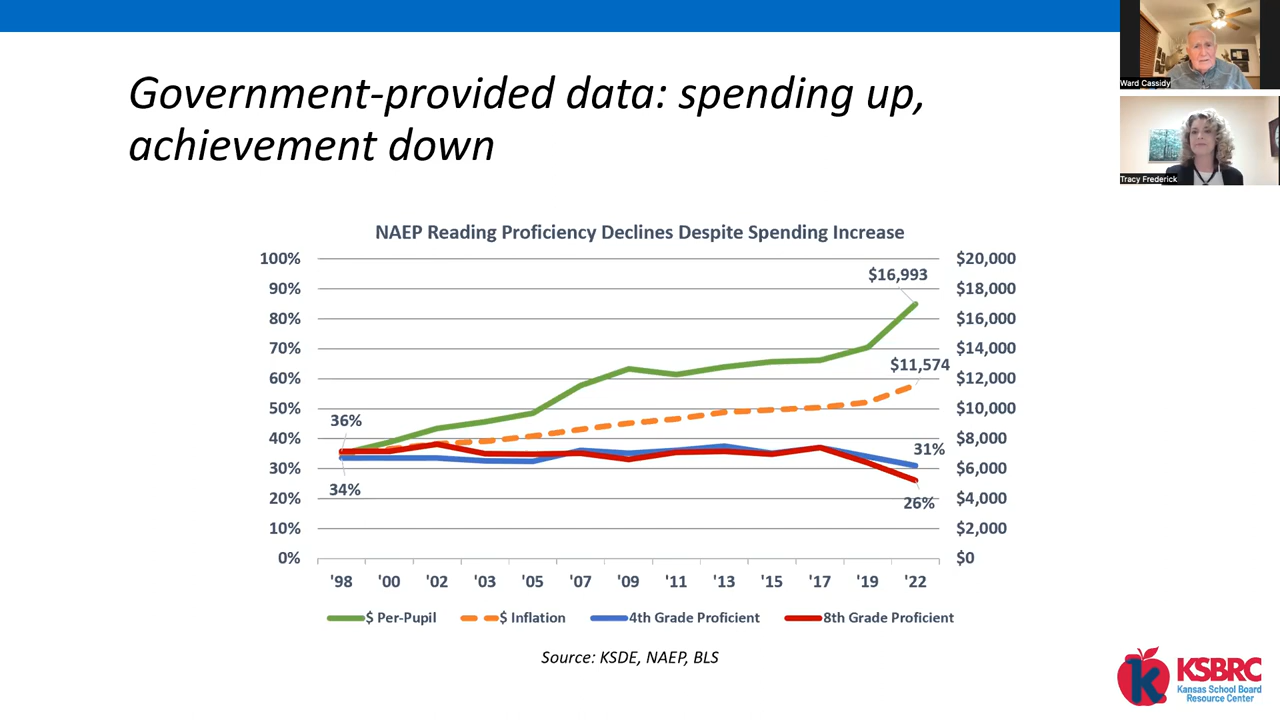 Government-provided data: spending up,
achievement down
Ward Cassidy
Tracy Frederick
NAEP Reading Proficiency Declines Despite Spending Increase
100%
90%
80%
70%
60%
50%
40%
30%
20%
10%
0%
$20,000
$18,000
$16,000
$14,000
$12,000
$10,000
$8,000
$6,000
$4,000
$2,000
$0
$16,993
$11,574
36%
34%
31%
26%
'98 '00 '02 '03 '05 '07 '09 '11 '13 '15 '17 '19 '22
$ Per-Pupil $ Inflation 4th Grade Proficient 8th Grade Proficient
Source: KSDE, NAEP, BLS
k KSBRC
Kansas School Board
Resource Center